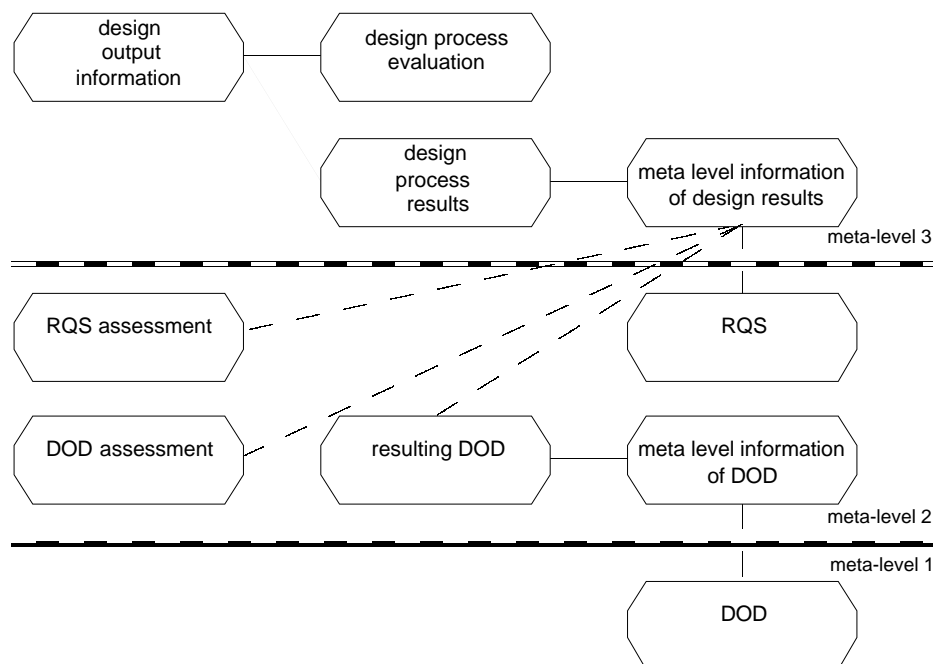 design
output
information
design process
evaluation
design
process
results
meta level information
of design results
meta-level 3
RQS assessment
RQS
DOD assessment
resulting DOD
meta level information
of DOD
meta-level 2
meta-level 1
DOD